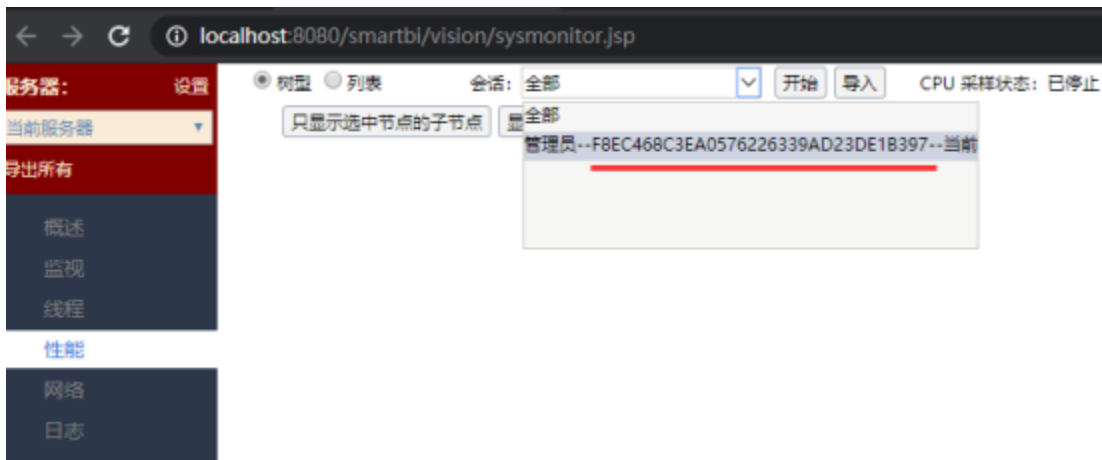 localhost:8080/smartbi/vision/sysmonitor.jsp
服务器： 设置
当前服务器
导出所有
概述
监视
线程
性能
网络
日志
树型 列表 会话： 全部 开始 导入 CPU 采样状态：已停止
只显示选中节点的子节点 显
全部
管理员--F8EC468C3EA0576226339AD23DE1B397--当前